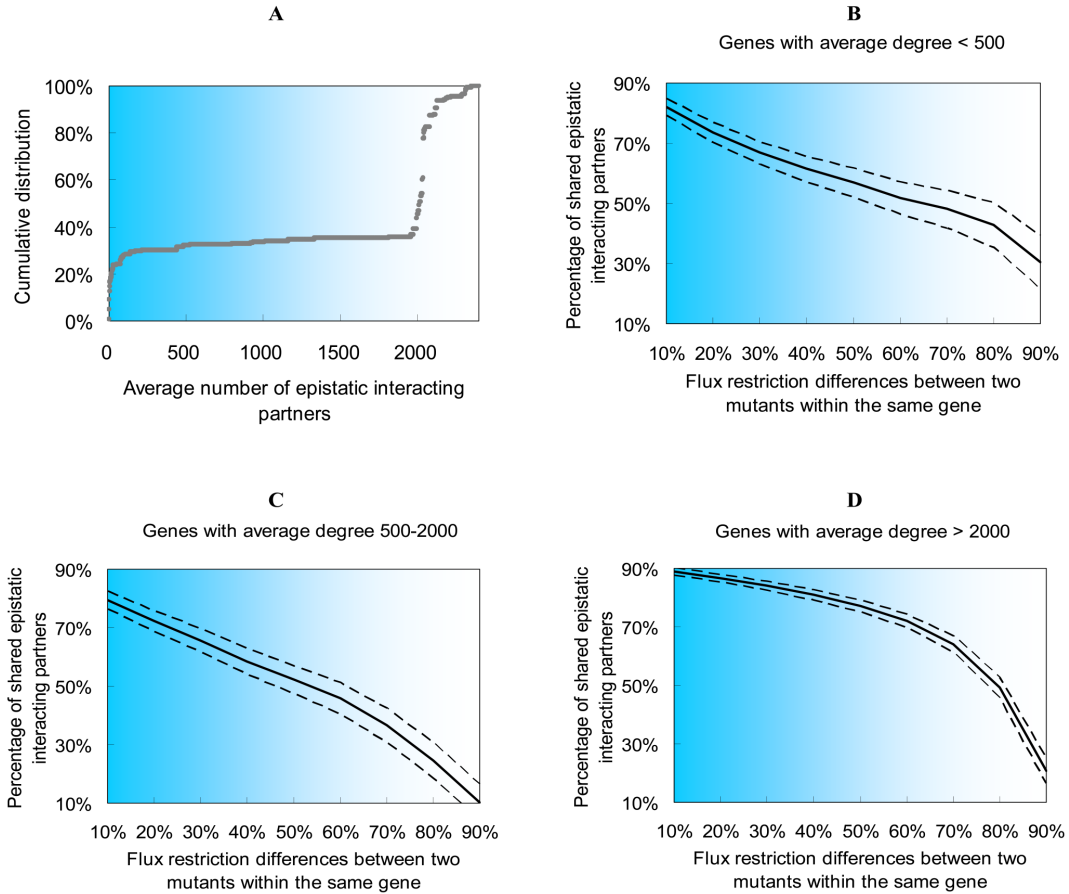 A
100%
80%
60%
40%
20%
0%
Cumulative distribution
0 500 1000 1500 2000
Average number of epistatic interacting
partners
B
Genes with average degree < 500
90%
70%
50%
30%
10%
Percentage of shared epistatic
interacting partners
10% 20% 30% 40% 50% 60% 70% 80% 90%
Flux restriction differences between two
mutants within the same gene
C
Genes with average degree 500-2000
90%
70%
50%
30%
10%
Percentage of shared epistatic
interacting partners
10% 20% 30% 40% 50% 60% 70% 80% 90%
Flux restriction differences between two
mutants within the same gene
D
Genes with average degree > 2000
90%
70%
50%
30%
10%
Percentage of shared epistatic
interacting partners
10% 20% 30% 40% 50% 60% 70% 80% 90%
Flux restriction differences between two
mutants within the same gene